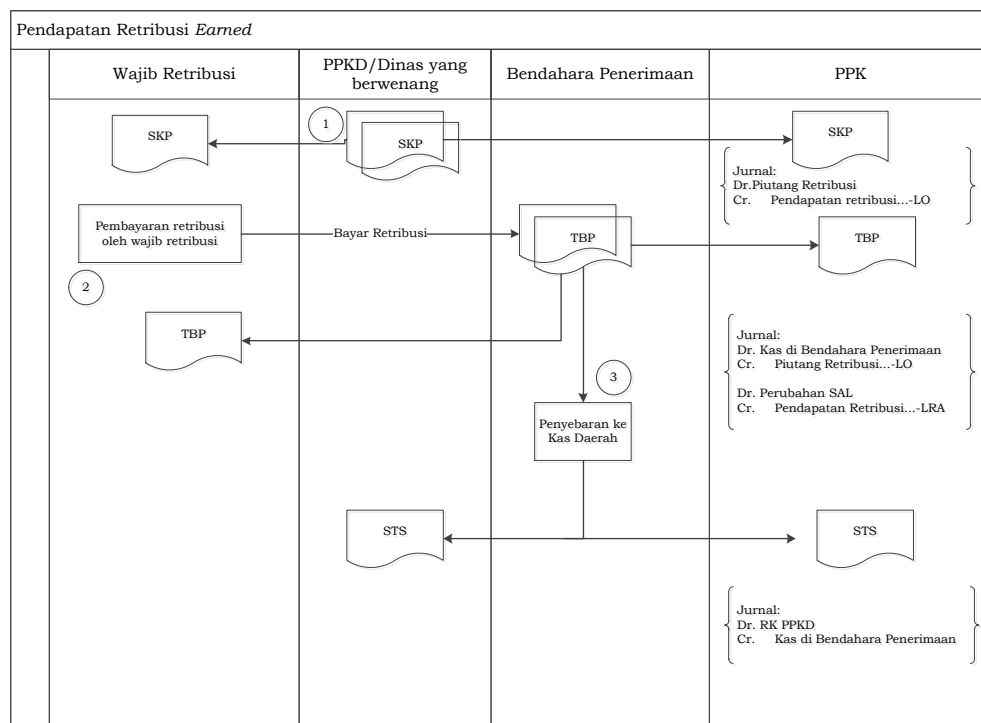 Pendapatan Retribusi Earned
Wajib Retribusi
PPKD/Dinas yang
berwenang
Bendahara Penerimaan
PPK
1
SKP
SKP
SKP
Jurnal:
Dr.Piutang Retribusi
Cr. Pendapatan retribusi...-LO
Pembayaran retribusi
oleh wajib retribusi
Bayar Retribusi
TBP
TBP
2
TBP
Jurnal:
Dr. Kas di Bendahara Penerimaan
Cr. Piutang Retribusi...-LO
Dr. Perubahan SAL
Cr. Pendapatan Retribusi...-LRA
3
Penyebaran ke
Kas Daerah
STS
STS
Jurnal:
Dr. RK PPKD
Cr. Kas di Bendahara Penerimaan